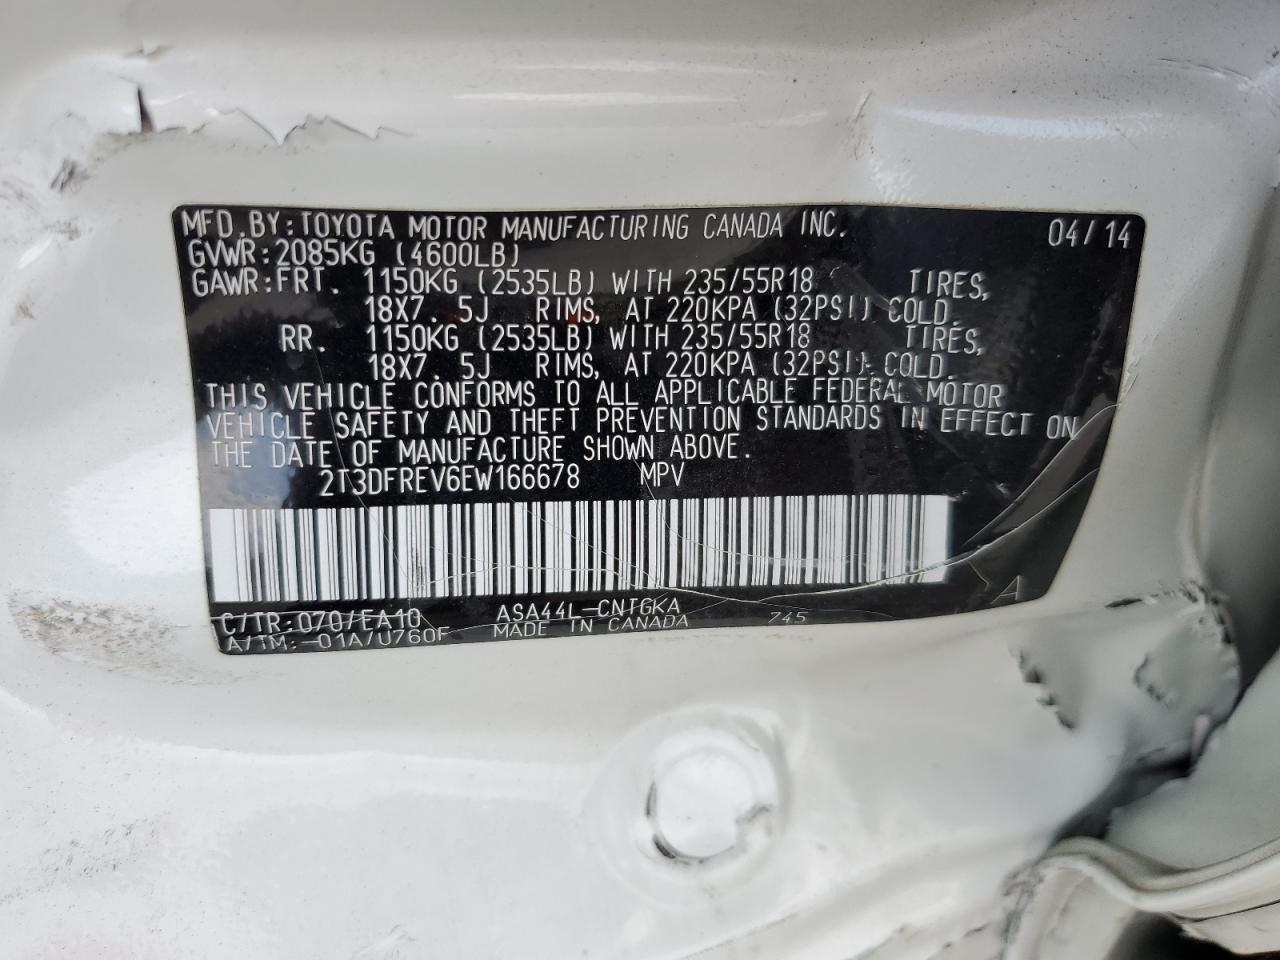 MFD.BY:TOYOTA MOTOR MANUFACTURING CANADA INC. 04/14
GVWR:2085KG (4600LB)
GAWR:FRT. 1150KG (2535LB) WITH 235/55R18 TIRES,
18X7.5J RIMS, AT 220KPA (32PSI) COLD.
RR. 1150KG (2535LB) WITH 235/55R18 TIRES,
18X7.5J RIMS, AT 220KPA (32PSI) COLD.
THIS VEHICLE CONFORMS TO ALL APPLICABLE FEDERAL MOTOR
VEHICLE SAFETY AND THEFT PREVENTION STANDARDS IN EFFECT ON
THE DATE OF MANUFACTURE SHOWN ABOVE.
2T3DFREV6EW166678 MPV
C/TR:070/EA10 ASA44L-CNTGKA 745 A
A/TM:-01A/U760F MADE IN CANADA